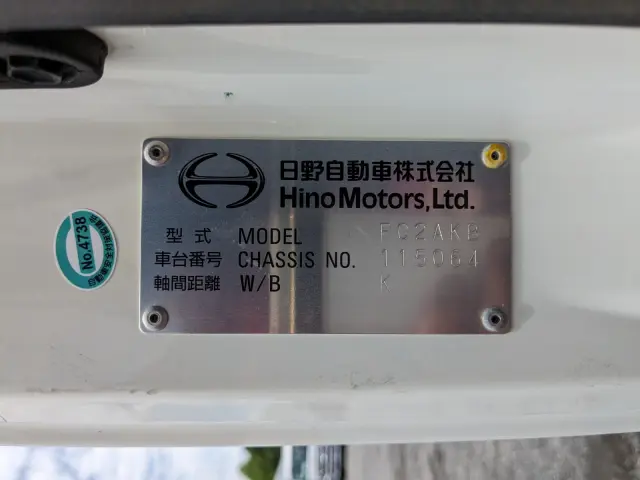 日野自動車株式会社
Hino Motors, Ltd.
型式 MODEL FC2AKB
車台番号 CHASSIS NO. 115064
軸間距離 W/B K
No.4738